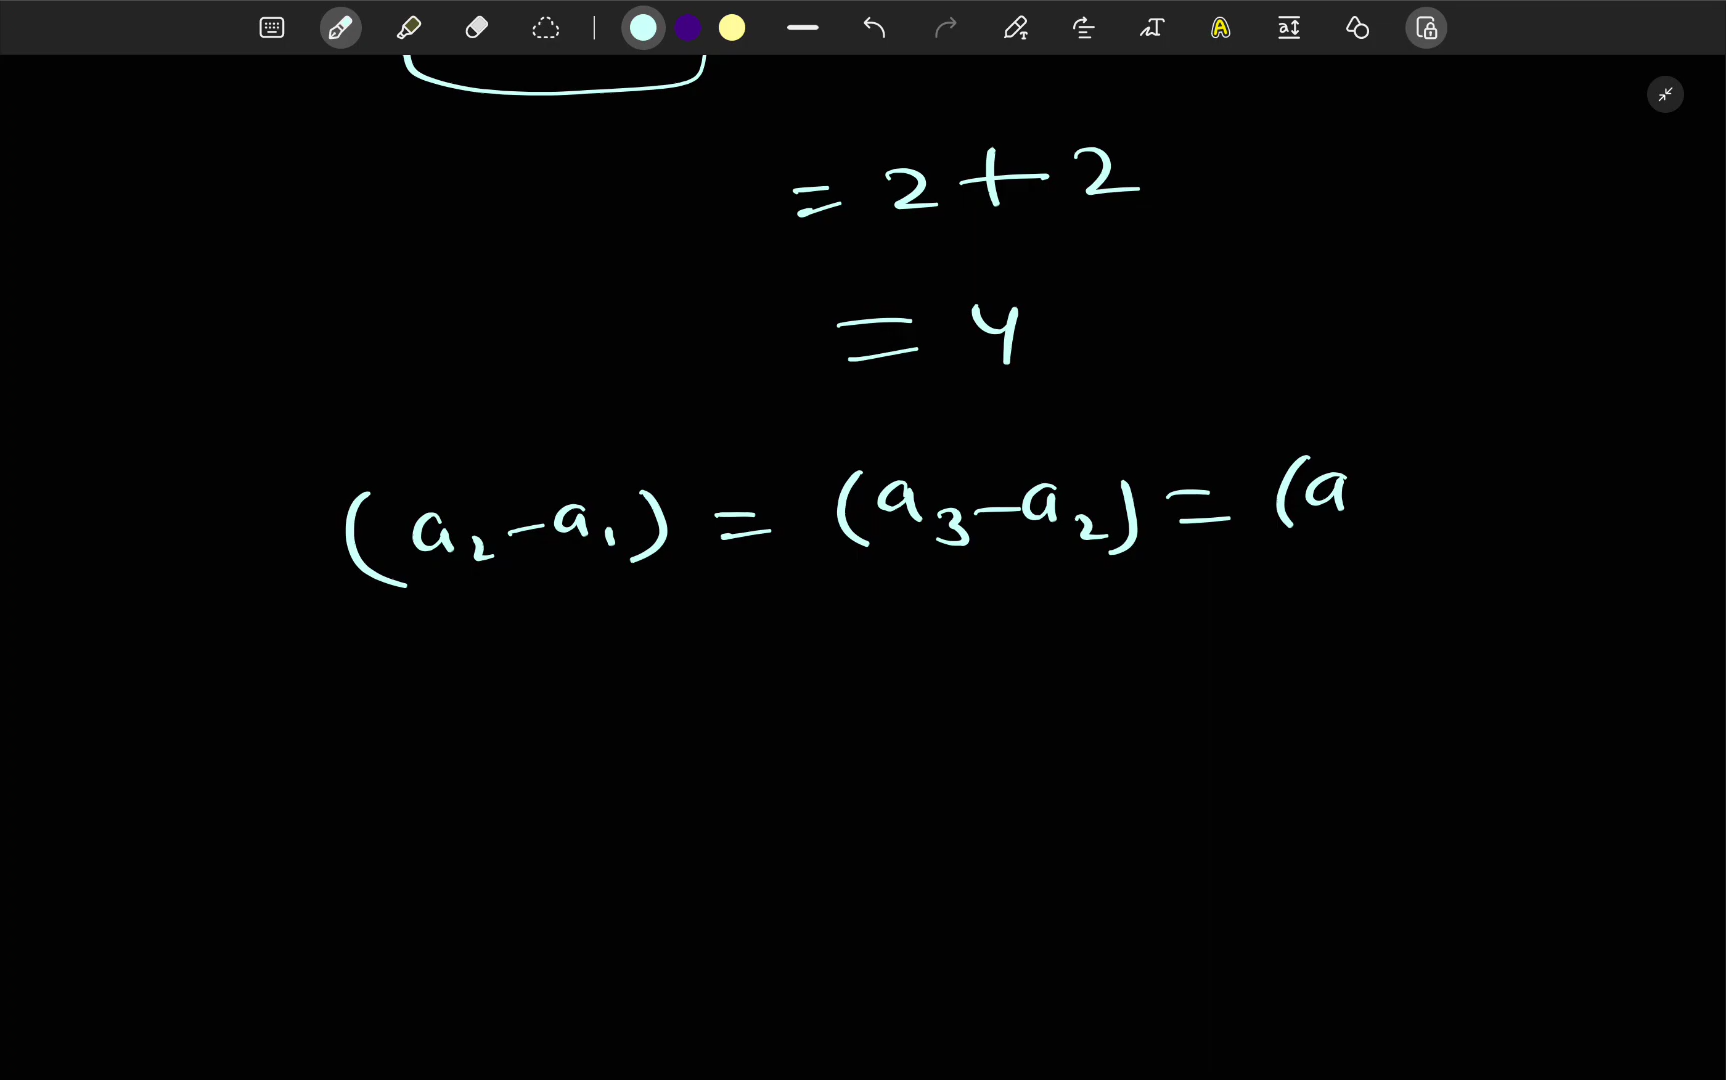 = 2 + 2
= 4
(a₂-a₁) = (a₃-a₂) = (a